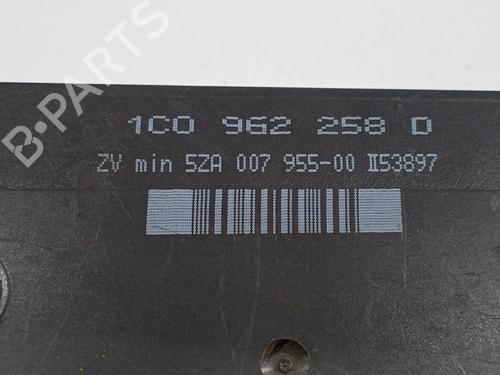 1C0 962 258 D
ZV min 5ZA 007 955-00 II53897
B-PARTS